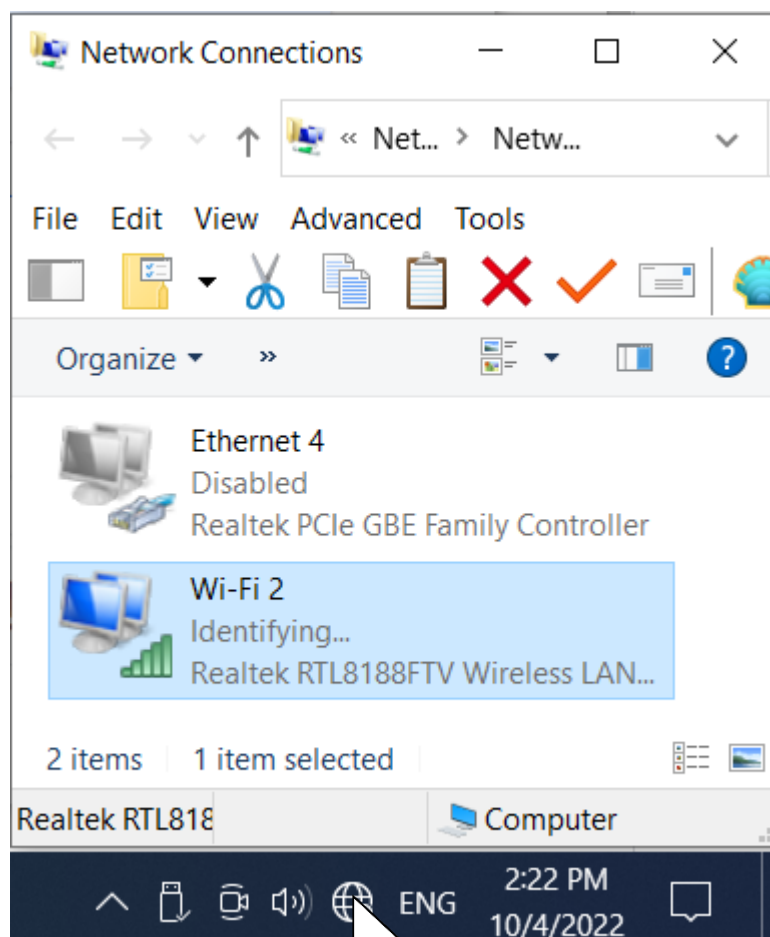 Network Connections
« Net... > Netw...
File Edit View Advanced Tools
Organize »
?
Ethernet 4
Disabled
Realtek PCIe GBE Family Controller
Wi-Fi 2
Identifying...
Realtek RTL8188FTV Wireless LAN...
2 items 1 item selected
Realtek RTL818 Computer
ENG 2:22 PM
10/4/2022